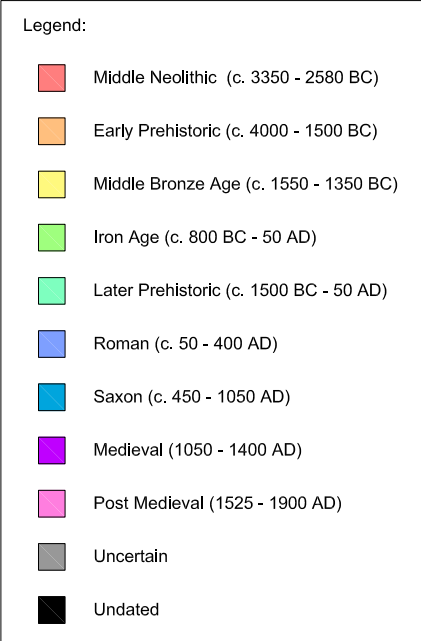 Legend:
Middle Neolithic (c. 3350 - 2580 BC)
Early Prehistoric (c. 4000 - 1500 BC)
Middle Bronze Age (c. 1550 - 1350 BC)
Iron Age (c. 800 BC - 50 AD)
Later Prehistoric (c. 1500 BC - 50 AD)
Roman (c. 50 - 400 AD)
Saxon (c. 450 - 1050 AD)
Medieval (1050 - 1400 AD)
Post Medieval (1525 - 1900 AD)
Uncertain
Undated